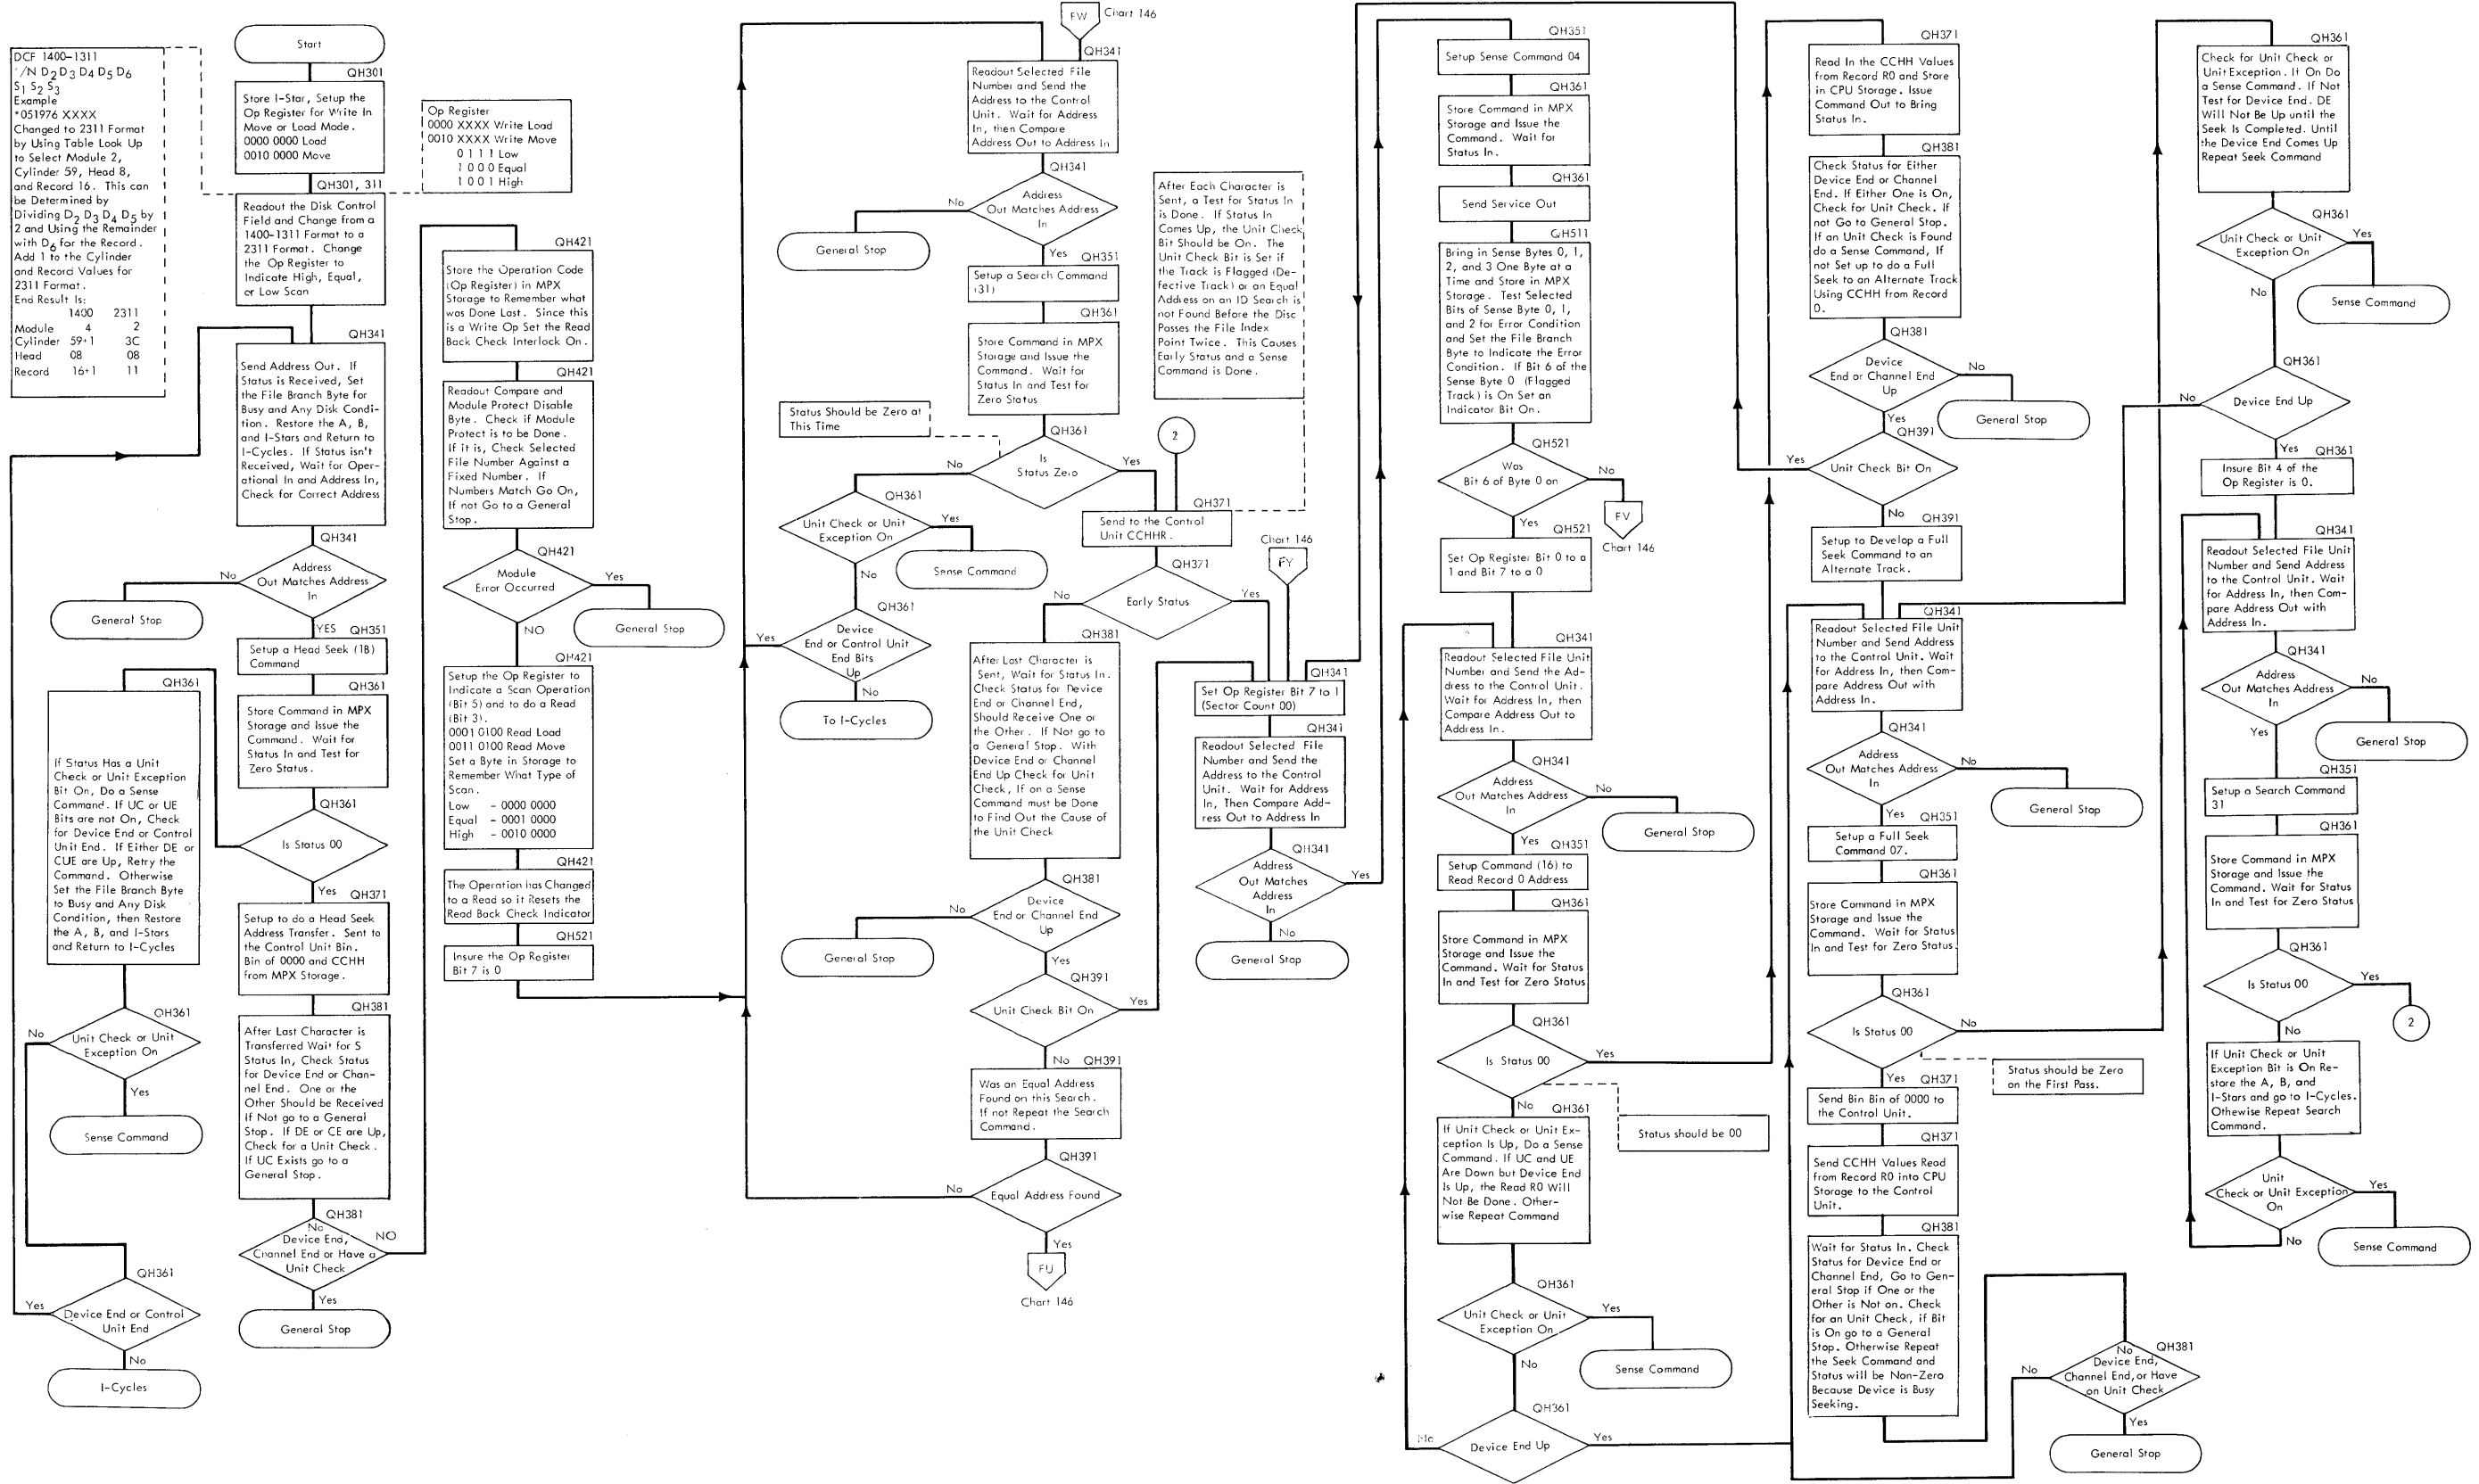 DCF 1400-1311
*/N D2 D3 D4 D5 D6
S1 S2 S3
Example
*051976 XXXX
Changed to 2311 Format
by Using Table Look Up
to Select Module 2,
Cylinder 59, Head 8,
and Record 16. This can
be Determined by
Dividing D2 D3 D4 D5 by
2 and Using the Remainder
with D6 for the Record.
Add 1 to the Cylinder
and Record Values for
2311 Format.
End Result Is:
1400 2311
Module 4 2
Cylinder 59+1 3C
Head 08 08
Record 16+1 11
Start
QH301
Store I-Star, Setup the
Op Register for Write In
Move or Load Mode.
0000 0000 Load
0010 0000 Move
Op Register
0000 XXXX Write Load
0010 XXXX Write Move
0 1 1 1 Low
1 0 0 0 Equal
1 0 0 1 High
QH301, 311
Readout the Disk Control
Field and Change from a
1400-1311 Format to a
2311 Format. Change
the Op Register to
Indicate High, Equal,
or Low Scan
QH341
Send Address Out. If
Status is Received, Set
the File Branch Byte for
Busy and Any Disk Condi-
tion. Restore the A, B,
and I-Stars and Return to
I-Cycles. If Status isn't
Received, Wait for Oper-
ational In and Address In,
Check for Correct Address
QH341
Address
Out Matches Address
In
No
General Stop
YES
QH351
Setup a Head Seek (1B)
Command
QH361
Store Command in MPX
Storage and Issue the
Command. Wait for
Status In and Test for
Zero Status.
QH361
Is Status 00
Yes
QH361
If Status Has a Unit
Check or Unit Exception
Bit On, Do a Sense
Command. If UC or UE
Bits are not On, Check
for Device End or Control
Unit End. If Either DE or
CUE are Up, Retry the
Command. Otherwise
Set the File Branch Byte
to Busy and Any Disk
Condition, then Restore
the A, B, and I-Stars
and Return to I-Cycles
QH361
Unit Check or Unit
Exception On
No
Yes
Sense Command
QH361
Device End or Control
Unit End
Yes
No
I-Cycles
QH371
Setup to do a Head Seek
Address Transfer. Sent to
the Control Unit Bin.
Bin of 0000 and CCHH
from MPX Storage.
QH381
After Last Character is
Transferred Wait for S
Status In, Check Status
for Device End or Chan-
nel End. One or the
Other Should be Received
If Not go to a General
Stop. If DE or CE are Up,
Check for a Unit Check.
If UC Exists go to a
General Stop.
QH381
No
Device End,
Channel End or Have a
Unit Check
NO
Yes
General Stop
QH421
Store the Operation Code
(Op Register) in MPX
Storage to Remember what
was Done Last. Since this
is a Write Op Set the Read
Back Check Interlock On.
QH421
Readout Compare and
Module Protect Disable
Byte. Check if Module
Protect is to be Done.
If it is, Check Selected
File Number Against a
Fixed Number. If
Numbers Match Go On,
If not Go to a General
Stop.
QH421
Module
Error Occurred
Yes
General Stop
NO
QH421
Setup the Op Register to
Indicate a Scan Operation
(Bit 5) and to do a Read
(Bit 3).
0001 0100 Read Load
0011 0100 Read Move
Set a Byte in Storage to
Remember What Type of
Scan.
Low - 0000 0000
Equal - 0001 0000
High - 0010 0000
QH421
The Operation has Changed
to a Read so it Resets the
Read Back Check Indicator
QH521
Insure the Op Register
Bit 7 is 0
FW
Chart 146
QH341
Readout Selected File
Number and Send the
Address to the Control
Unit. Wait for Address
In, then Compare
Address Out to Address In
QH341
Address
Out Matches Address
In
No
General Stop
Yes
QH351
Setup a Search Command
(31)
QH361
Store Command in MPX
Storage and Issue the
Command. Wait for
Status In and Test for
Zero Status
Status Should be Zero at
This Time
QH361
Is
Status Zero
No
Yes
QH361
Unit Check or Unit
Exception On
Yes
Sense Command
No
QH361
Device
End or Control Unit
End Bits
Up
Yes
No
To I-Cycles
After Each Character is
Sent, a Test for Status In
is Done. If Status In
Comes Up, the Unit Check
Bit Should be On. The
Unit Check Bit is Set if
the Track is Flagged (De-
fective Track) or an Equal
Address on an ID Search is
not Found Before the Disc
Passes the File Index
Point Twice. This Causes
Early Status and a Sense
Command is Done.
2
QH371
Send to the Control
Unit CCHHR.
QH371
Early Status
No
Yes
Chart 146
FY
QH381
After Last Character is
Sent, Wait for Status In.
Check Status for Device
End or Channel End,
Should Receive One or
the Other. If Not go to
a General Stop. With
Device End or Channel
End Up Check for Unit
Check, If on a Sense
Command must be Done
to Find Out the Cause of
the Unit Check
QH381
Device
End or Channel End
Up
No
General Stop
Yes
QH391
Unit Check Bit On
Yes
No
QH391
Was an Equal Address
Found on this Search.
If not Repeat the Search
Command.
QH391
Equal Address Found
No
Yes
FU
Chart 146
QH341
Set Op Register Bit 7 to 1
(Sector Count 00)
QH341
Readout Selected File
Number and Send the
Address to the Control
Unit. Wait for Address
In, Then Compare Add-
ress Out to Address In
QH341
Address
Out Matches
Address
In
Yes
No
General Stop
QH351
Setup Sense Command 04
QH361
Store Command in MPX
Storage and Issue the
Command. Wait for
Status In.
QH361
Send Service Out
QH511
Bring in Sense Bytes 0, 1,
2, and 3 One Byte at a
Time and Store in MPX
Storage. Test Selected
Bits of Sense Byte 0, 1,
and 2 for Error Condition
and Set the File Branch
Byte to Indicate the Error
Condition. If Bit 6 of the
Sense Byte 0 (Flagged
Track) is On Set an
Indicator Bit On.
QH521
Was
Bit 6 of Byte 0 on
No
FV
Chart 146
Yes
QH521
Set Op Register Bit 0 to a
1 and Bit 7 to a 0
QH341
Readout Selected File Unit
Number and Send the Ad-
dress to the Control Unit.
Wait for Address In, then
Compare Address Out to
Address In.
QH341
Address
Out Matches Address
In
No
General Stop
Yes
QH351
Setup Command (16) to
Read Record 0 Address
QH361
Store Command in MPX
Storage and Issue the
Command. Wait for Status
In and Test for Zero Status
QH361
Is Status 00
Yes
Status should be 00
No
QH361
If Unit Check or Unit Ex-
ception Is Up, Do a Sense
Command. If UC and UE
Are Down but Device End
Is Up, the Read R0 Will
Not Be Done. Other-
wise Repeat Command
QH361
Unit Check or Unit
Exception On
Yes
Sense Command
No
QH361
Device End Up
No
Yes
QH371
Read In the CCHH Values
from Record R0 and Store
in CPU Storage. Issue
Command Out to Bring
Status In.
QH381
Check Status for Either
Device End or Channel
End. If Either One is On,
Check for Unit Check. If
not Go to General Stop.
If an Unit Check is Found
do a Sense Command, If
not Set up to do a Full
Seek to an Alternate Track
Using CCHH from Record
0.
QH381
Device
End or Channel End
Up
No
General Stop
Yes
QH391
Unit Check Bit On
Yes
No
QH391
Setup to Develop a Full
Seek Command to an
Alternate Track.
QH341
Readout Selected File Unit
Number and Send Address
to the Control Unit. Wait
for Address In, then Com-
pare Address Out with
Address In.
QH341
Address
Out Matches Address
In
No
General Stop
Yes
QH351
Setup a Full Seek
Command 07.
QH361
Store Command in MPX
Storage and Issue the
Command. Wait for Status
In and Test for Zero Status
QH361
Is Status 00
No
Status should be Zero
on the First Pass.
Yes
QH371
Send Bin Bin of 0000 to
the Control Unit.
QH371
Send CCHH Values Read
from Record R0 into CPU
Storage to the Control
Unit.
QH381
Wait for Status In. Check
Status for Device End or
Channel End, Go to Gen-
eral Stop if One or the
Other is Not on. Check
for an Unit Check, if Bit
is On go to a General
Stop. Otherwise Repeat
the Seek Command and
Status will be Non-Zero
Because Device is Busy
Seeking.
QH381
No
Device End,
Channel End, or Have
on Unit Check
No
Yes
General Stop
QH361
Check for Unit Check or
Unit Exception. If On Do
a Sense Command. If Not
Test for Device End. DE
Will Not Be Up until the
Seek Is Completed. Until
the Device End Comes Up
Repeat Seek Command
QH361
Unit Check or Unit
Exception On
Yes
Sense Command
No
QH361
Device End Up
No
Yes
QH361
Insure Bit 4 of the
Op Register is 0.
QH341
Readout Selected File Unit
Number and Send Address
to the Control Unit. Wait
for Address In, then Com-
pare Address Out with
Address In.
QH341
Address
Out Matches Address
In
No
General Stop
Yes
QH351
Setup a Search Command
31
QH361
Store Command in MPX
Storage and Issue the
Command. Wait for Status
In and Test for Zero Status
QH361
Is Status 00
Yes
2
No
QH361
If Unit Check or Unit
Exception Bit is On Re-
store the A, B, and
I-Stars and go to I-Cycles.
Othewise Repeat Search
Command.
Unit
Check or Unit Exception
On
Yes
Sense Command
No